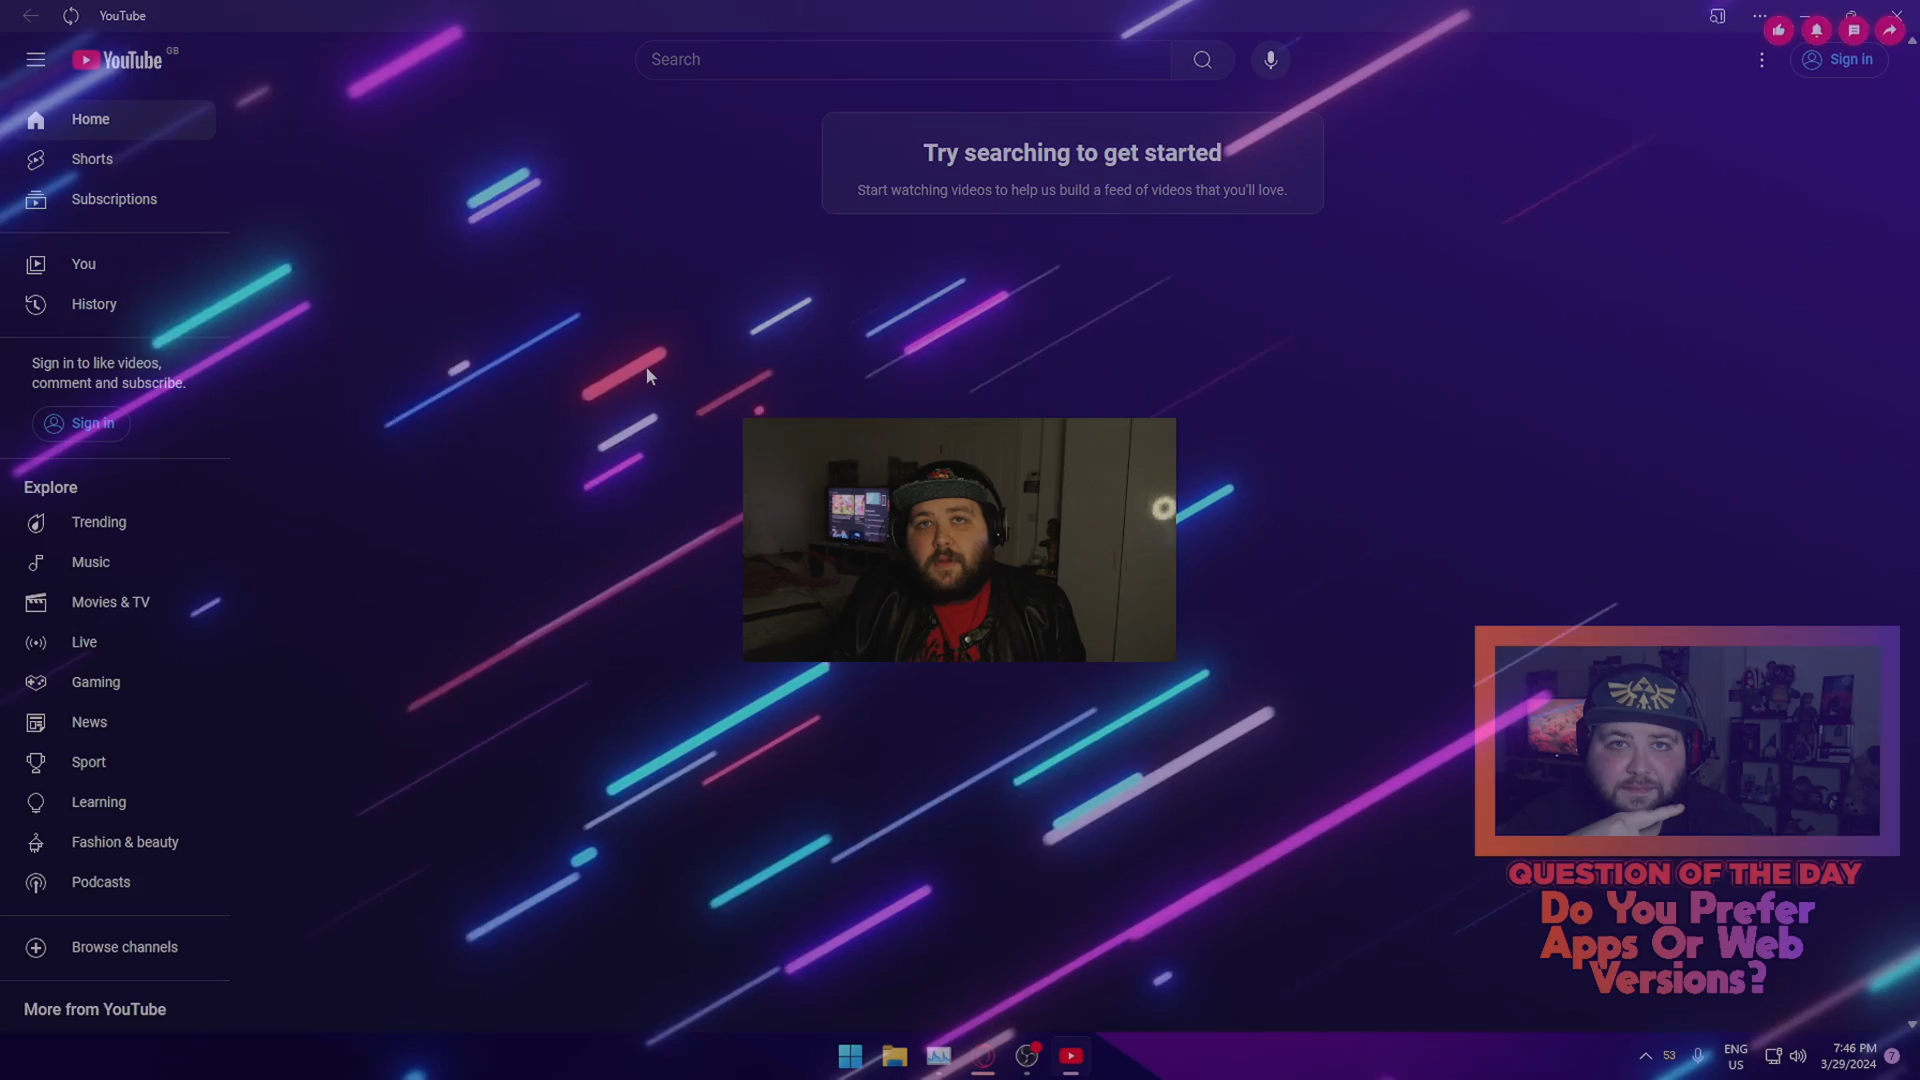 YouTube
YouTube GB
Search
Sign in
Home
Shorts
Subscriptions
You
History
Sign in to like videos,
comment and subscribe.
Sign in
Explore
Trending
Music
Movies & TV
Live
Gaming
News
Sport
Learning
Fashion & beauty
Podcasts
Browse channels
More from YouTube
Try searching to get started
Start watching videos to help us build a feed of videos that you'll love.
QUESTION OF THE DAY
Do You Prefer
Apps Or Web
Versions?
53
ENG
US
7:46 PM
3/29/2024
7